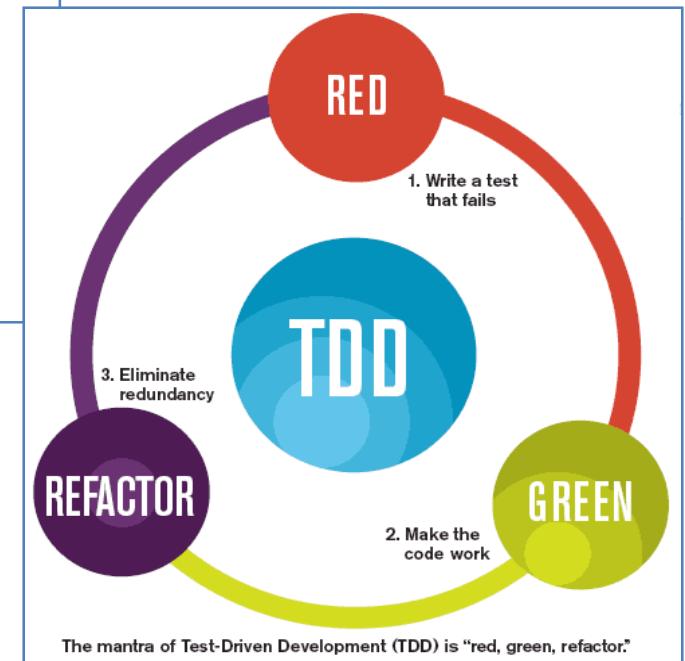 RED
1. Write a test
that fails
TDD
3. Eliminate
redundancy
REFACTOR
GREEN
2. Make the
code work
The mantra of Test-Driven Development (TDD) is “red, green, refactor.”